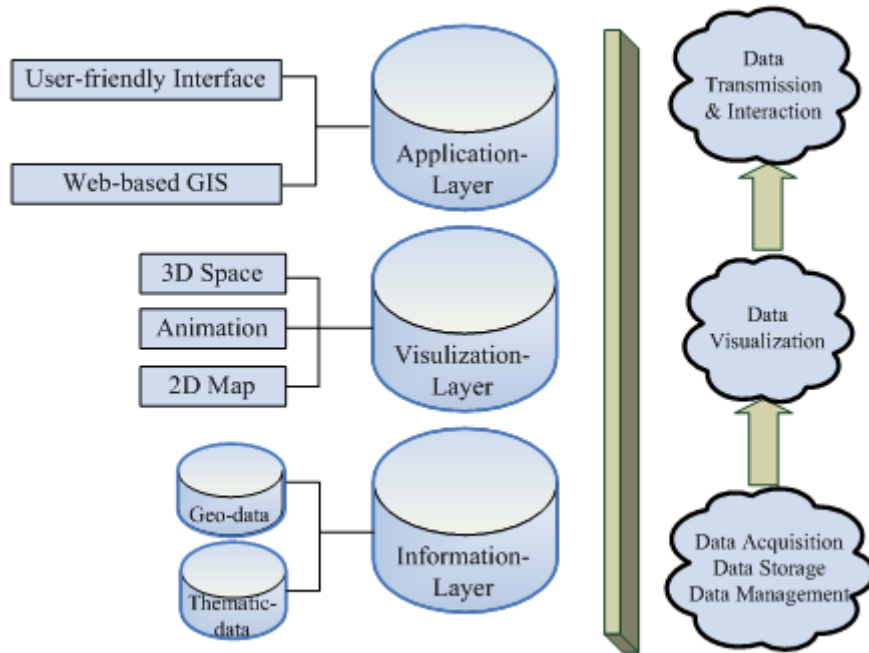 User-friendly Interface
Web-based GIS
Application-
Layer
3D Space
Animation
2D Map
Visulization-
Layer
Geo-data
Thematic-
data
Information-
Layer
Data
Transmission
& Interaction
Data
Visualization
Data Acquisition
Data Storage
Data Management